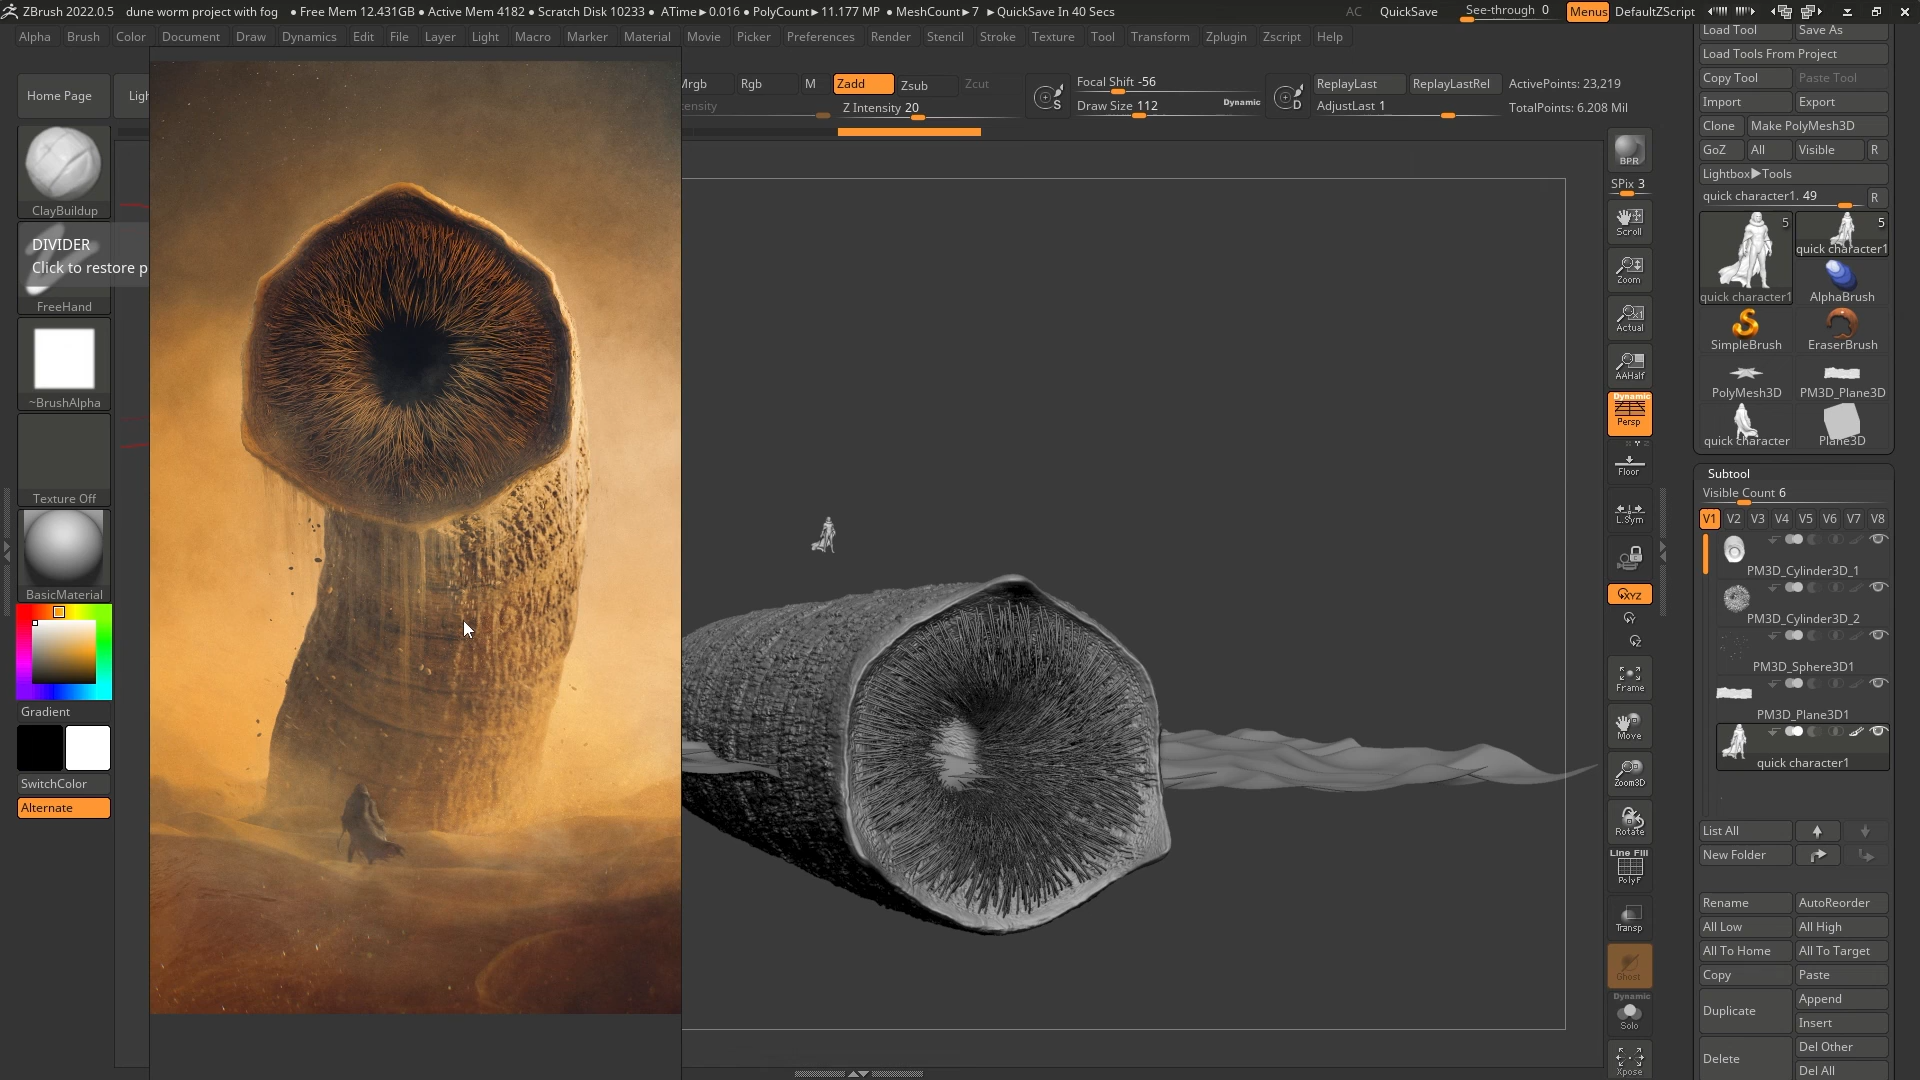 ZBrush 2022.0.5 dune worm project with fog ● Free Mem 12.431GB ● Active Mem 4182 ● Scratch Disk 10233 ● ATime►0.016 ● PolyCount►11.177 MP ● MeshCount►7 ►QuickSave In 40 Secs AC QuickSave See-through 0 Menus DefaultZScript
Alpha Brush Color Document Draw Dynamics Edit File Layer Light Macro Marker Material Movie Picker Preferences Render Stencil Stroke Texture Tool Transform Zplugin Zscript Help
Home Page
Mrgb Rgb M Zadd Zsub Zcut
Z Intensity 20
Focal Shift -56
Draw Size 112 Dynamic
S
D
ReplayLast ReplayLastRel
AdjustLast 1
ActivePoints: 23,219
TotalPoints: 6.208 Mil
ClayBuildup
DIVIDER
Click to restore p
FreeHand
~BrushAlpha
Texture Off
BasicMaterial
Gradient
SwitchColor
Alternate
BPR
SPix 3
Scroll
Zoom
Actual
AAHalf
Dynamic
Persp
Floor
L.Sym
XYZ
Frame
Move
Zoom3D
Rotate
Line Fill
PolyF
Transp
Ghost
Dynamic
Solo
Xpose
Load Tool Save As
Load Tools From Project
Copy Tool Paste Tool
Import Export
Clone Make PolyMesh3D
GoZ All Visible R
Lightbox►Tools
quick character1. 49 R
5 5
quick character1
quick character1 AlphaBrush
SimpleBrush EraserBrush
PolyMesh3D PM3D_Plane3D
quick character Plane3D
Subtool
Visible Count 6
V1 V2 V3 V4 V5 V6 V7 V8
PM3D_Cylinder3D_1
PM3D_Cylinder3D_2
PM3D_Sphere3D1
PM3D_Plane3D1
quick character1
List All
New Folder
Rename AutoReorder
All Low All High
All To Home All To Target
Copy Paste
Duplicate Append
Insert
Delete Del Other
Del All